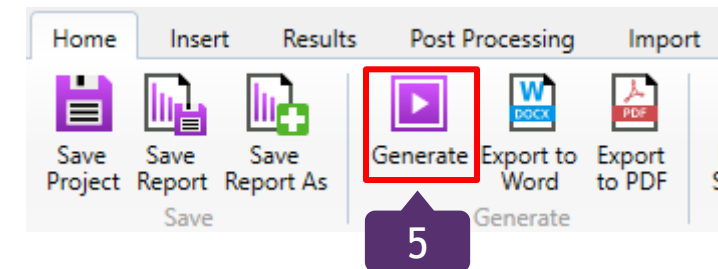 Home Insert Results Post Processing Import
W
DOCX
PDF
Save Project
Save Report
Save Report As
Generate
Export to Word
Export to PDF
S
Save
Generate
5